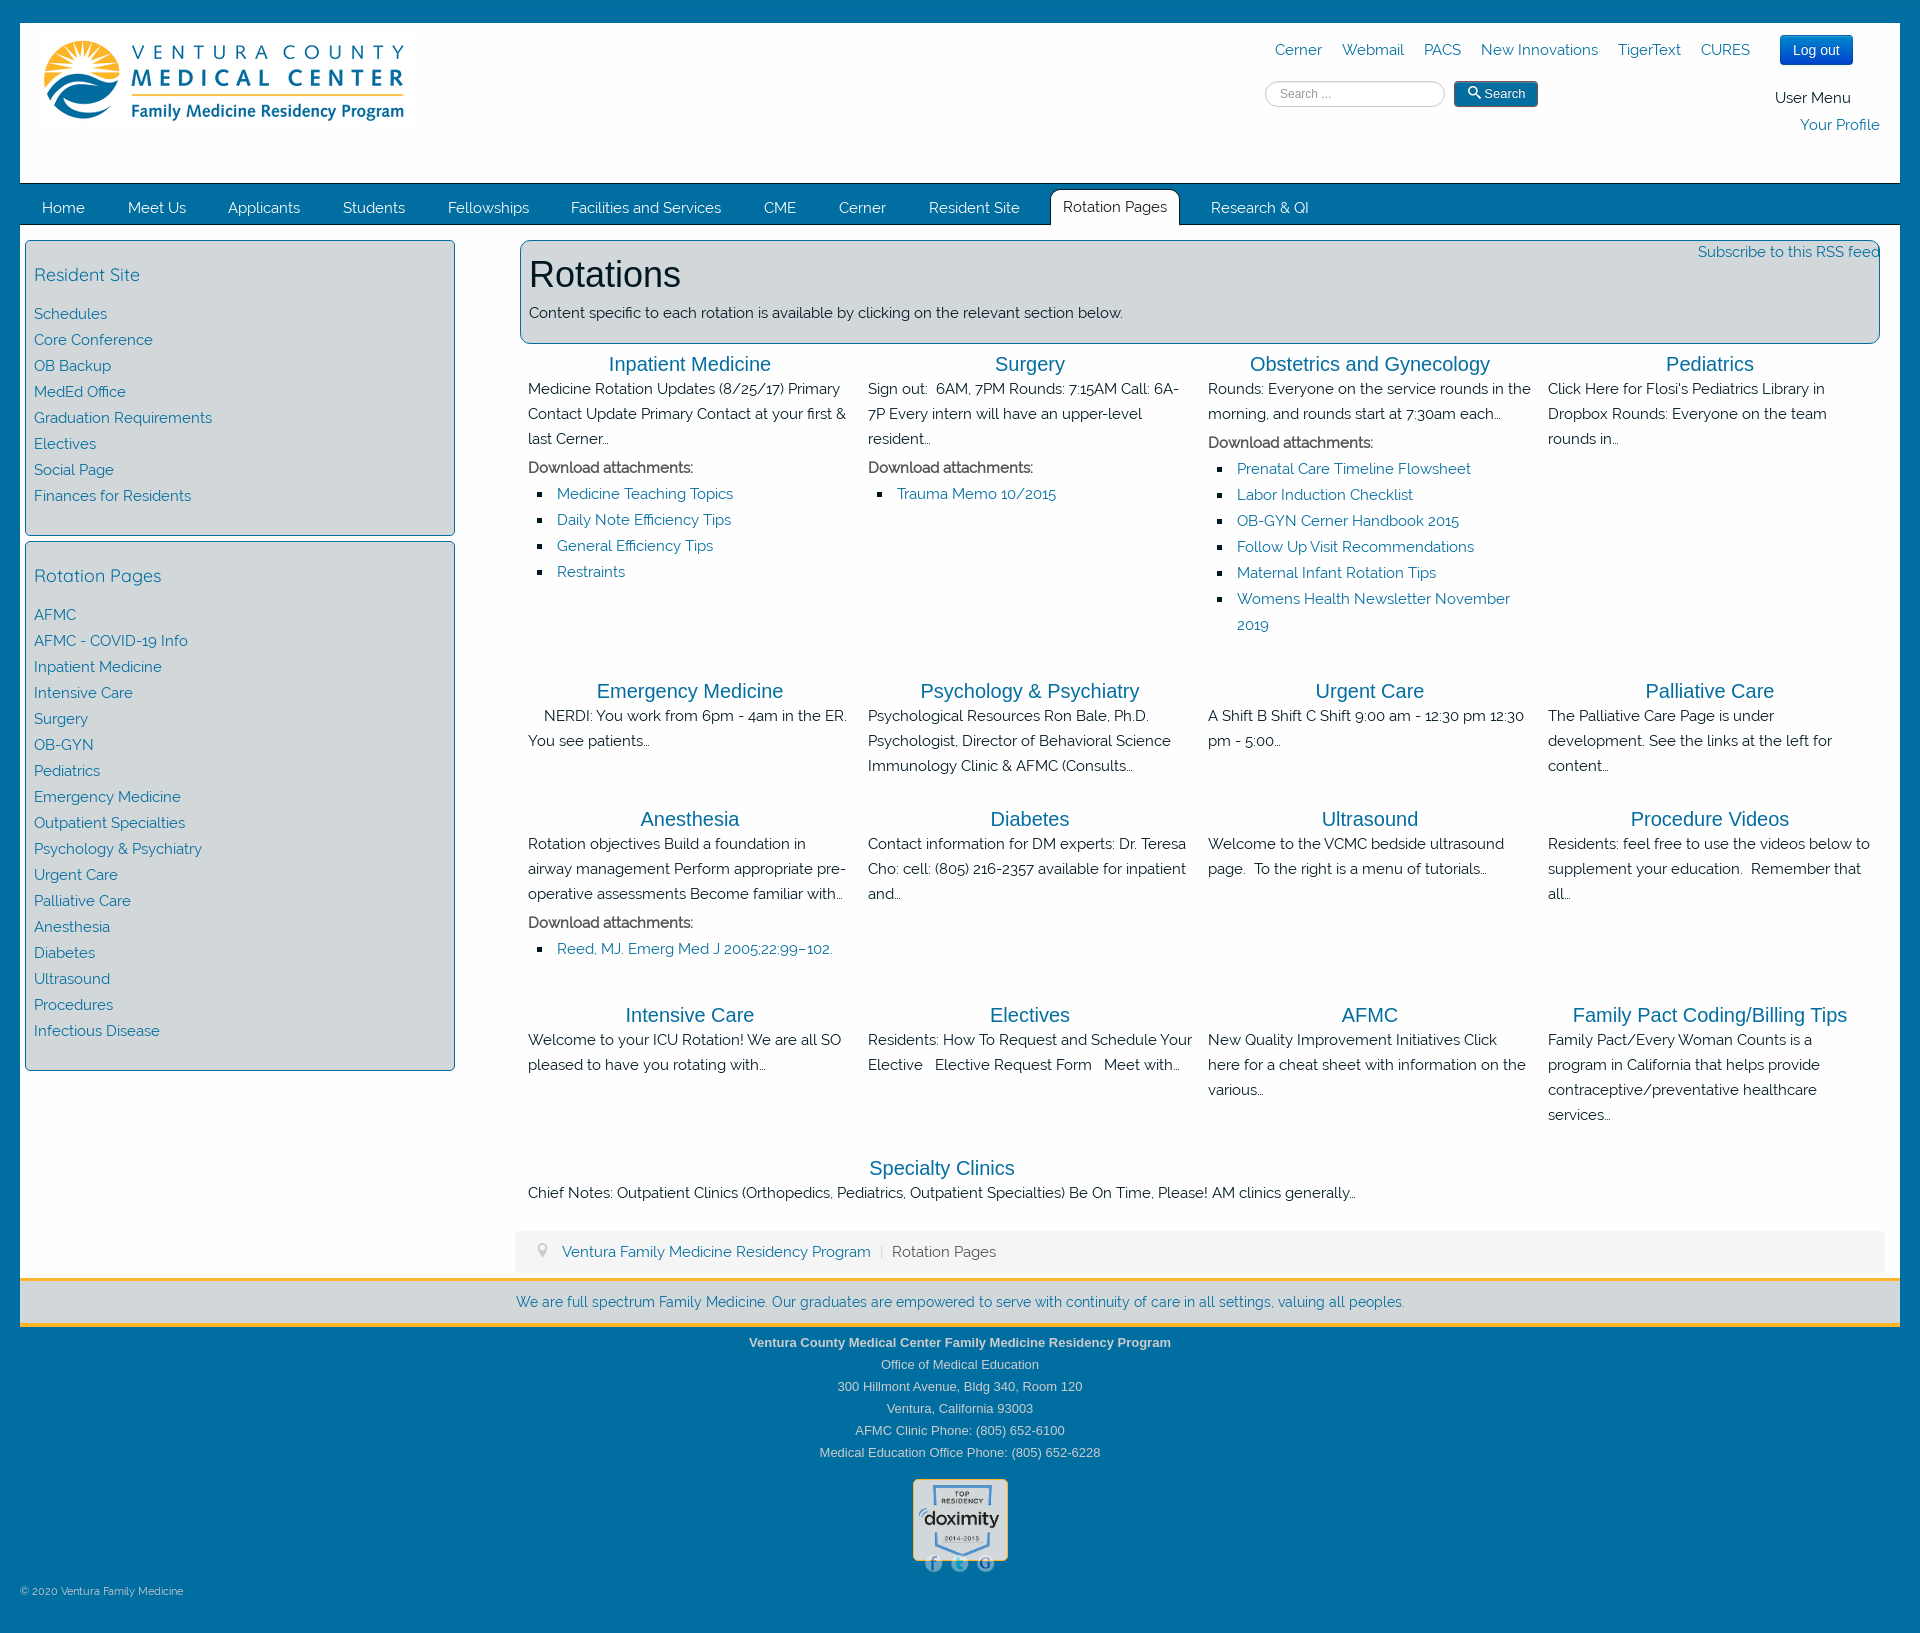 VENTURA COUNTY
MEDICAL CENTER
Family Medicine Residency Program
Cerner Webmail PACS New Innovations TigerText CURES
Log out
Search ...
Search
User Menu
Your Profile
Home Meet Us Applicants Students Fellowships Facilities and Services CME Cerner Resident Site Rotation Pages Research & QI
Resident Site
Schedules
Core Conference
OB Backup
MedEd Office
Graduation Requirements
Electives
Social Page
Finances for Residents
Rotation Pages
AFMC
AFMC - COVID-19 Info
Inpatient Medicine
Intensive Care
Surgery
OB-GYN
Pediatrics
Emergency Medicine
Outpatient Specialties
Psychology & Psychiatry
Urgent Care
Palliative Care
Anesthesia
Diabetes
Ultrasound
Procedures
Infectious Disease
Subscribe to this RSS feed
Rotations
Content specific to each rotation is available by clicking on the relevant section below.
Inpatient Medicine
Medicine Rotation Updates (8/25/17) Primary
Contact Update Primary Contact at your first &
last Cerner...
Download attachments:
Medicine Teaching Topics
Daily Note Efficiency Tips
General Efficiency Tips
Restraints
Surgery
Sign out:  6AM, 7PM Rounds: 7:15AM Call: 6A-
7P Every intern will have an upper-level
resident...
Download attachments:
Trauma Memo 10/2015
Obstetrics and Gynecology
Rounds: Everyone on the service rounds in the
morning, and rounds start at 7:30am each...
Download attachments:
Prenatal Care Timeline Flowsheet
Labor Induction Checklist
OB-GYN Cerner Handbook 2015
Follow Up Visit Recommendations
Maternal Infant Rotation Tips
Womens Health Newsletter November
2019
Pediatrics
Click Here for Flosi's Pediatrics Library in
Dropbox Rounds: Everyone on the team
rounds in...
Emergency Medicine
NERDI: You work from 6pm - 4am in the ER.
You see patients...
Psychology & Psychiatry
Psychological Resources Ron Bale, Ph.D.
Psychologist, Director of Behavioral Science
Immunology Clinic & AFMC (Consults...
Urgent Care
A Shift B Shift C Shift 9:00 am - 12:30 pm 12:30
pm - 5:00...
Palliative Care
The Palliative Care Page is under
development. See the links at the left for
content...
Anesthesia
Rotation objectives Build a foundation in
airway management Perform appropriate pre-
operative assessments Become familiar with...
Download attachments:
Reed, MJ. Emerg Med J 2005;22:99–102.
Diabetes
Contact information for DM experts: Dr. Teresa
Cho: cell: (805) 216-2357 available for inpatient
and...
Ultrasound
Welcome to the VCMC bedside ultrasound
page.  To the right is a menu of tutorials...
Procedure Videos
Residents: feel free to use the videos below to
supplement your education.  Remember that
all...
Intensive Care
Welcome to your ICU Rotation! We are all SO
pleased to have you rotating with...
Electives
Residents: How To Request and Schedule Your
Elective   Elective Request Form   Meet with...
AFMC
New Quality Improvement Initiatives Click
here for a cheat sheet with information on the
various...
Family Pact Coding/Billing Tips
Family Pact/Every Woman Counts is a
program in California that helps provide
contraceptive/preventative healthcare
services...
Specialty Clinics
Chief Notes: Outpatient Clinics (Orthopedics, Pediatrics, Outpatient Specialties) Be On Time, Please! AM clinics generally...
Ventura Family Medicine Residency Program | Rotation Pages
We are full spectrum Family Medicine. Our graduates are empowered to serve with continuity of care in all settings, valuing all peoples.
Ventura County Medical Center Family Medicine Residency Program
Office of Medical Education
300 Hillmont Avenue, Bldg 340, Room 120
Ventura, California 93003
AFMC Clinic Phone: (805) 652-6100
Medical Education Office Phone: (805) 652-6228
TOP
RESIDENCY
doximity
2014-2015
f t G
© 2020 Ventura Family Medicine